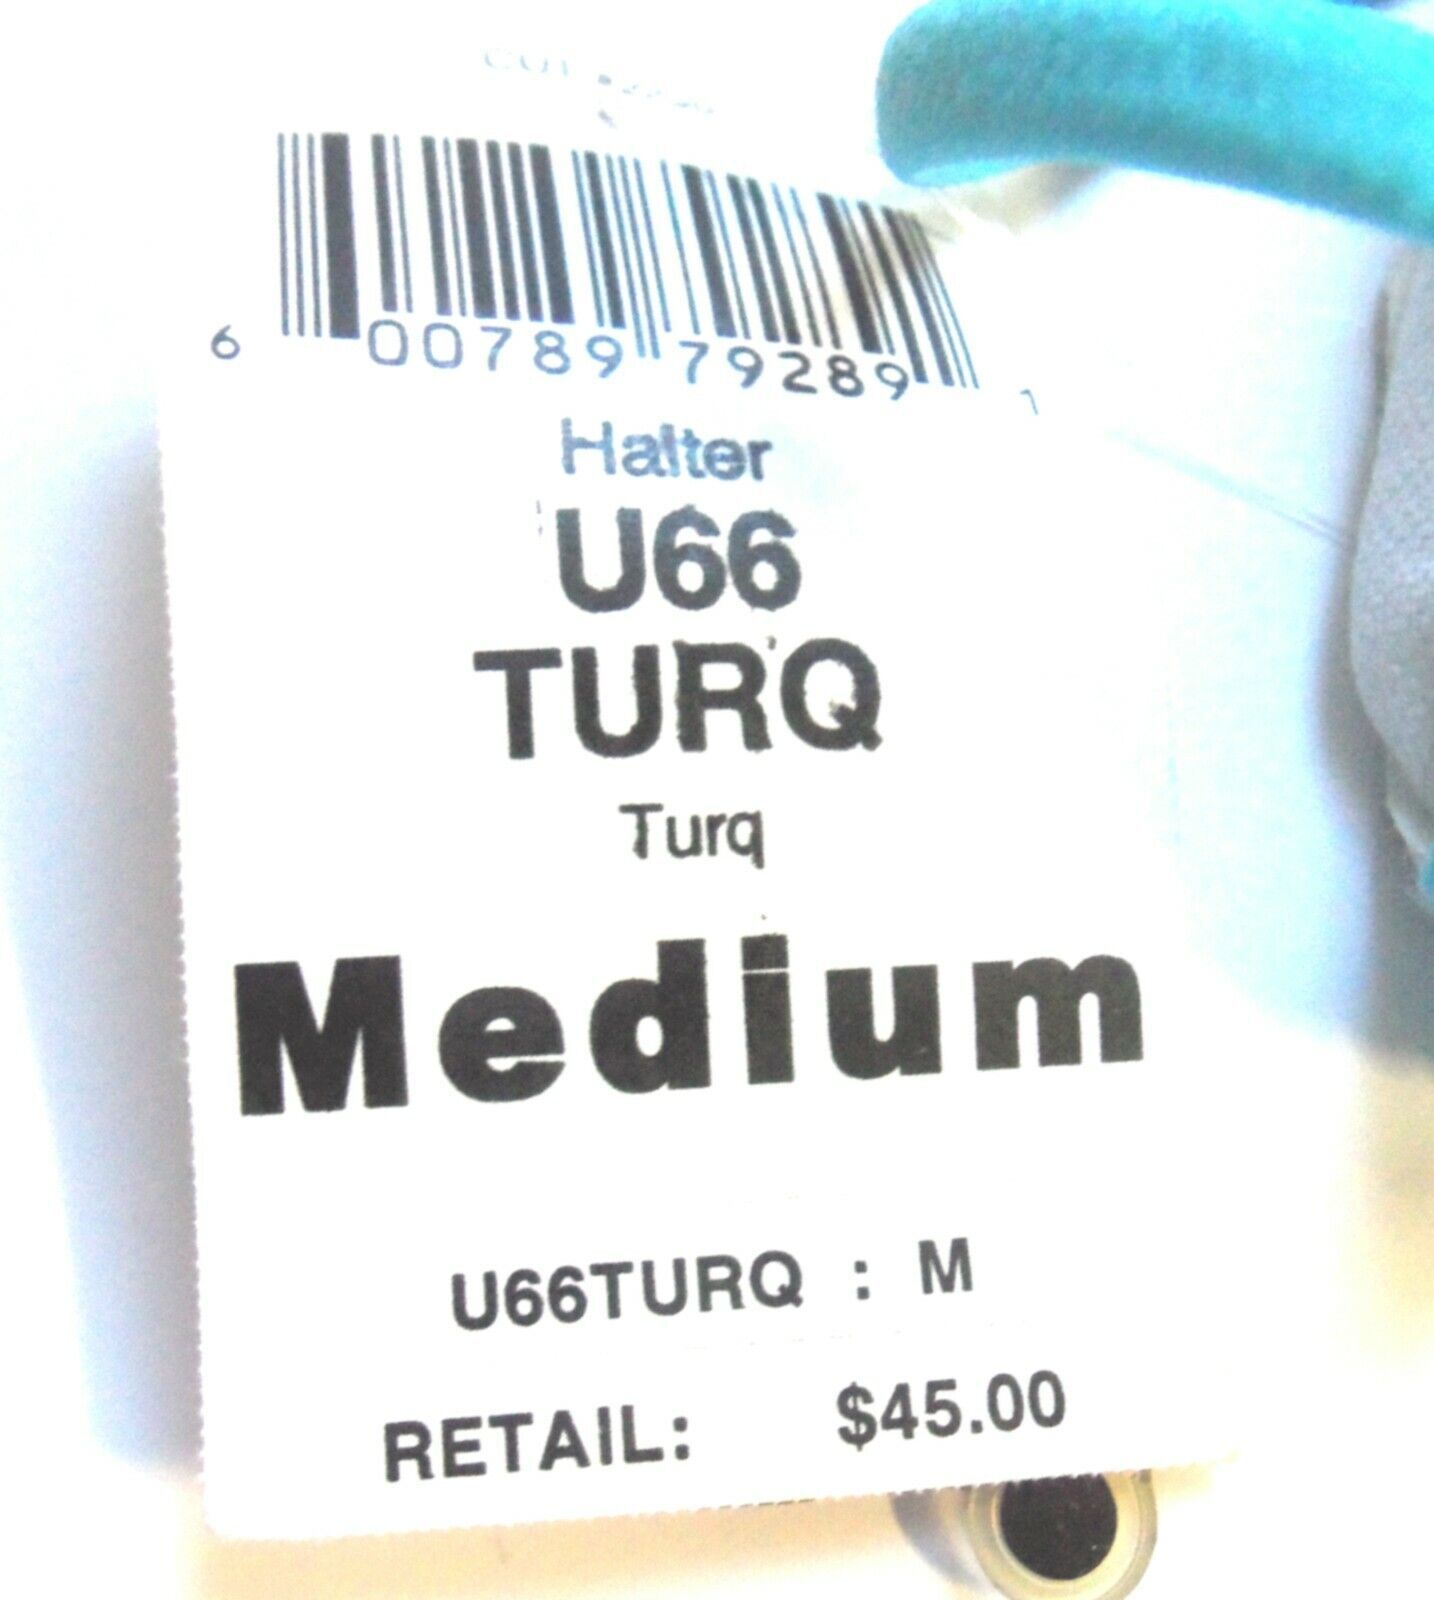 6 00789 79289 1
Halter
U66
TURQ
Turq
Medium
U66TURQ : M
RETAIL: $45.00